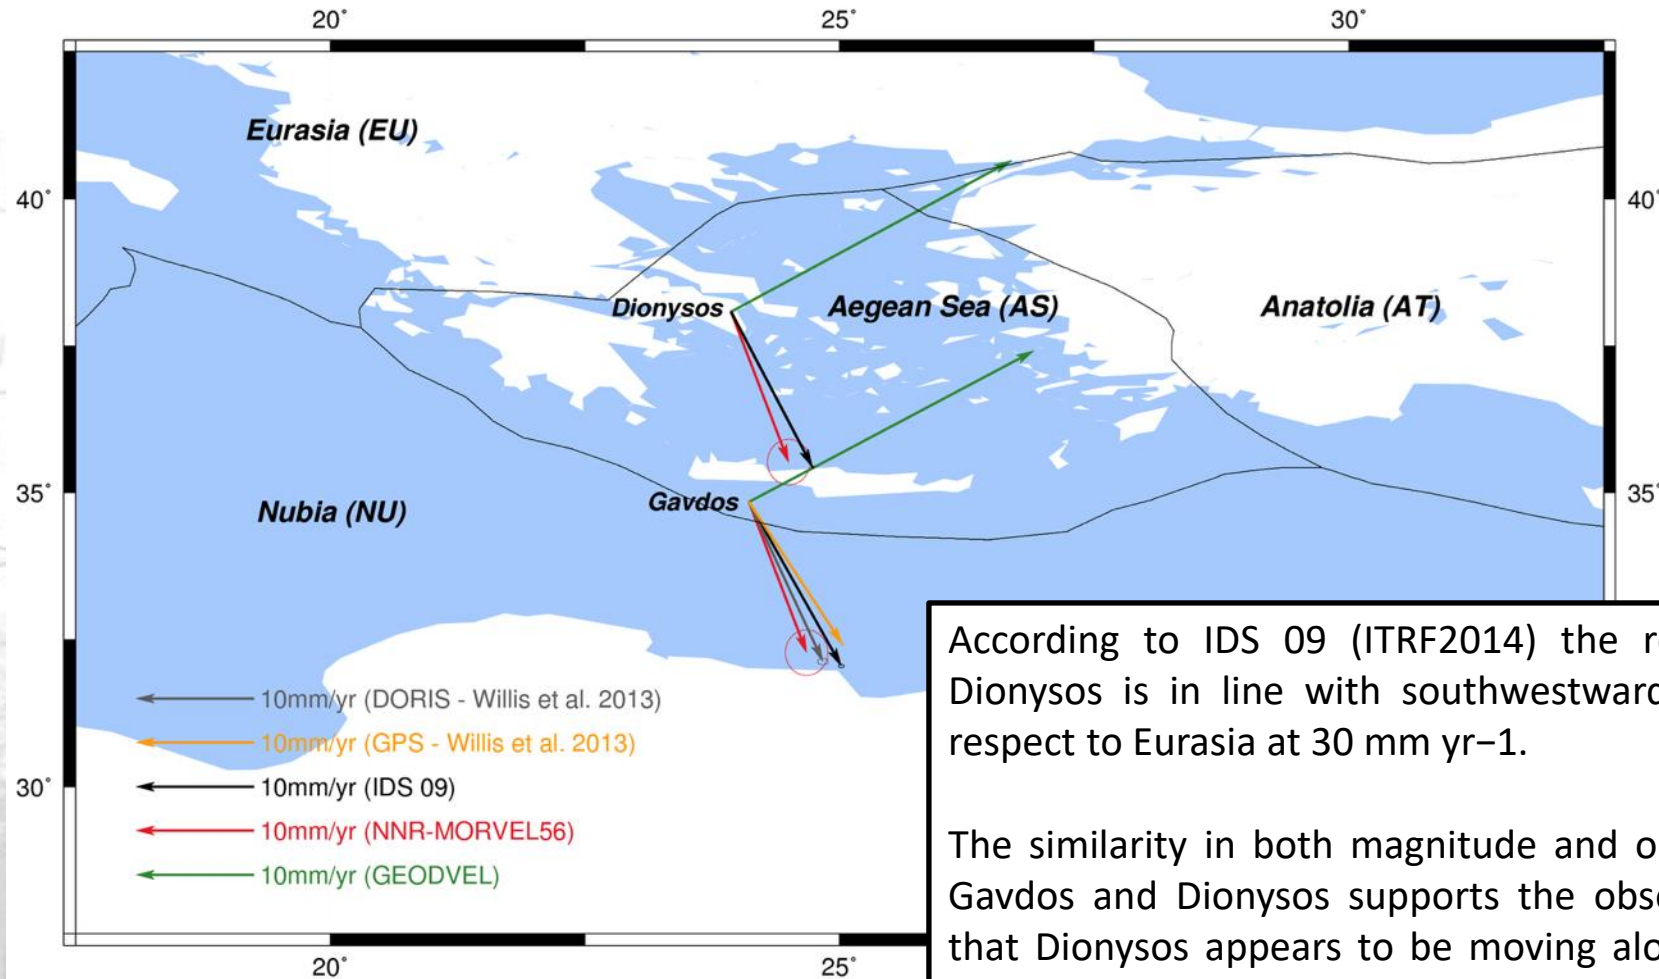 20° 25° 30°
Eurasia (EU)
40° 40°
Dionysos Aegean Sea (AS) Anatolia (AT)
35° 35°
Nubia (NU) Gavdos
According to IDS 09 (ITRF2014) the
Dionysos is in line with southwestward
respect to Eurasia at 30 mm yr−1.
The similarity in both magnitude and
Gavdos and Dionysos supports the
that Dionysos appears to be moving
10mm/yr (DORIS - Willis et al. 2013)
10mm/yr (GPS - Willis et al. 2013)
30° 10mm/yr (IDS 09)
10mm/yr (NNR-MORVEL56)
10mm/yr (GEODVEL)
20° 25°